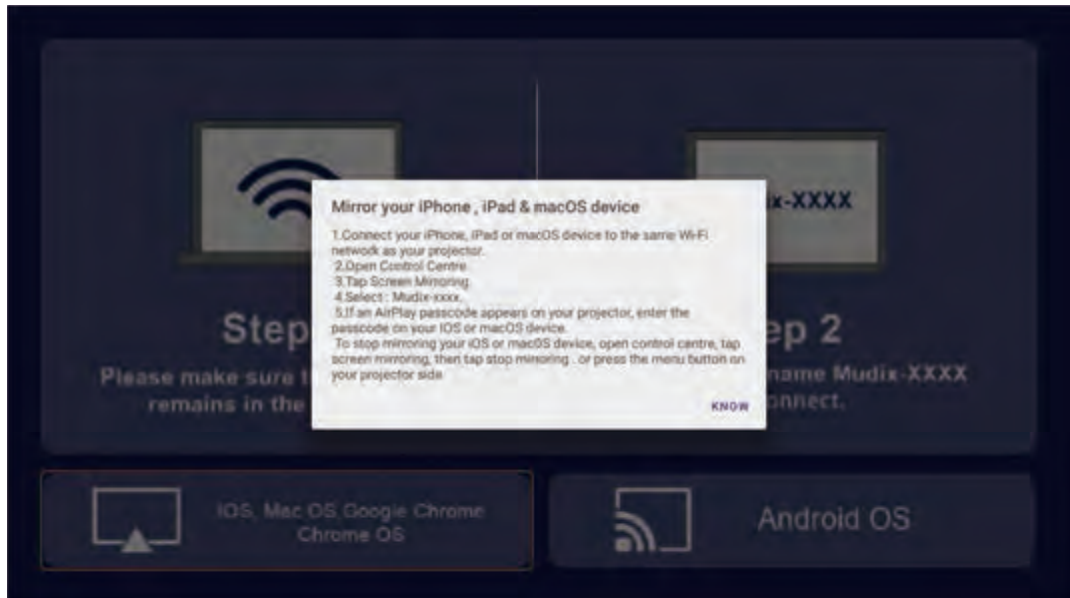 Mirror your iPhone , iPad & macOS device
1.Connect your iPhone, iPad or macOS device to the same Wi-Fi
network as your projector.
2.Open Control Centre.
3.Tap Screen Mirroring.
4.Select : Mudix-xxxx.
5.If an AirPlay passcode appears on your projector, enter the
passcode on your IOS or macOS device.
To stop mirroring your iOS or macOS device, open control centre, tap
screen mirroring, then tap stop mirroring . or press the menu button on
your projector side
KNOW
ix-XXXX
Step
ep 2
Please make sure
remains in the
name Mudix-XXXX
onnect.
IOS, Mac OS,Google Chrome
Chrome OS
Android OS